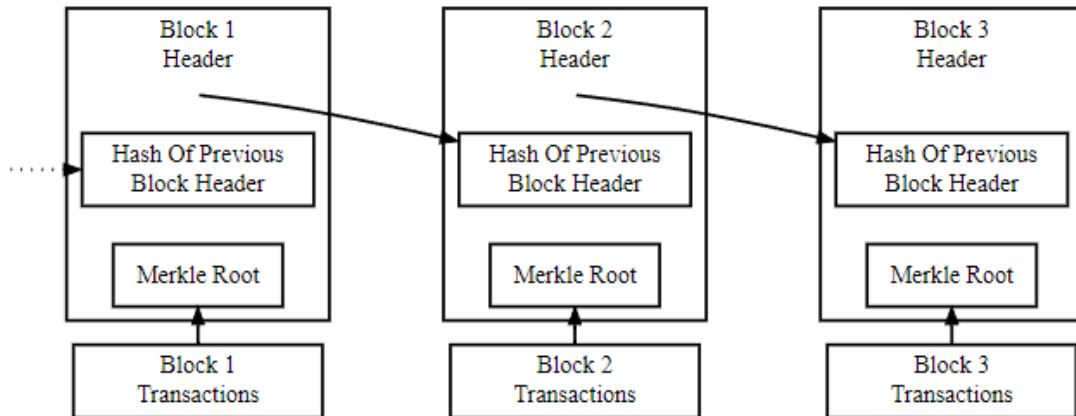 Block 1
Header
Hash Of Previous
Block Header
Merkle Root
Block 1
Transactions
Block 2
Header
Hash Of Previous
Block Header
Merkle Root
Block 2
Transactions
Block 3
Header
Hash Of Previous
Block Header
Merkle Root
Block 3
Transactions